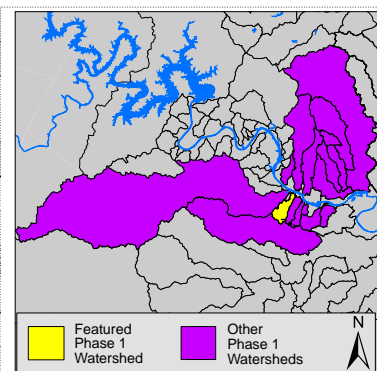 Featured
Phase 1
Watershed
Other
Phase 1
Watersheds
N